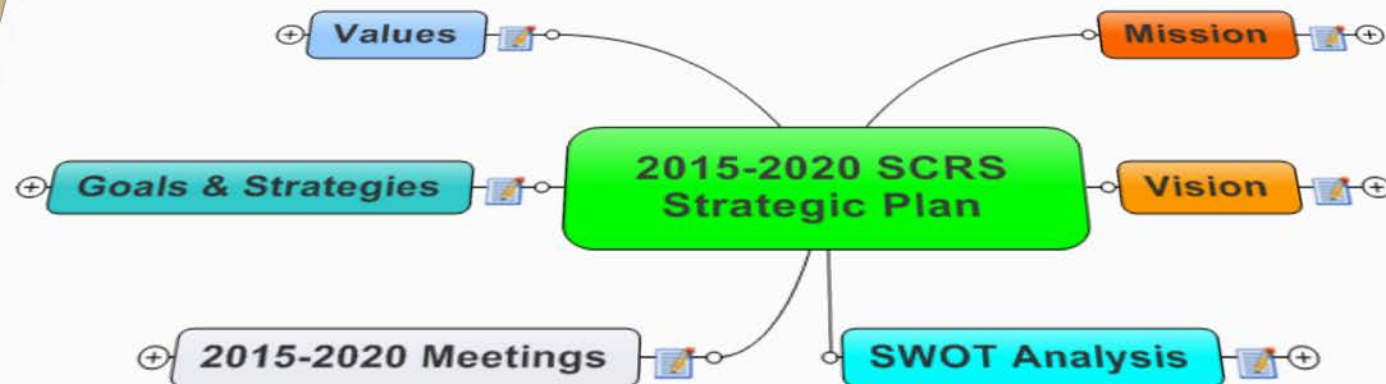 Values
Mission
Goals & Strategies
2015-2020 SCRS
Strategic Plan
Vision
2015-2020 Meetings
SWOT Analysis